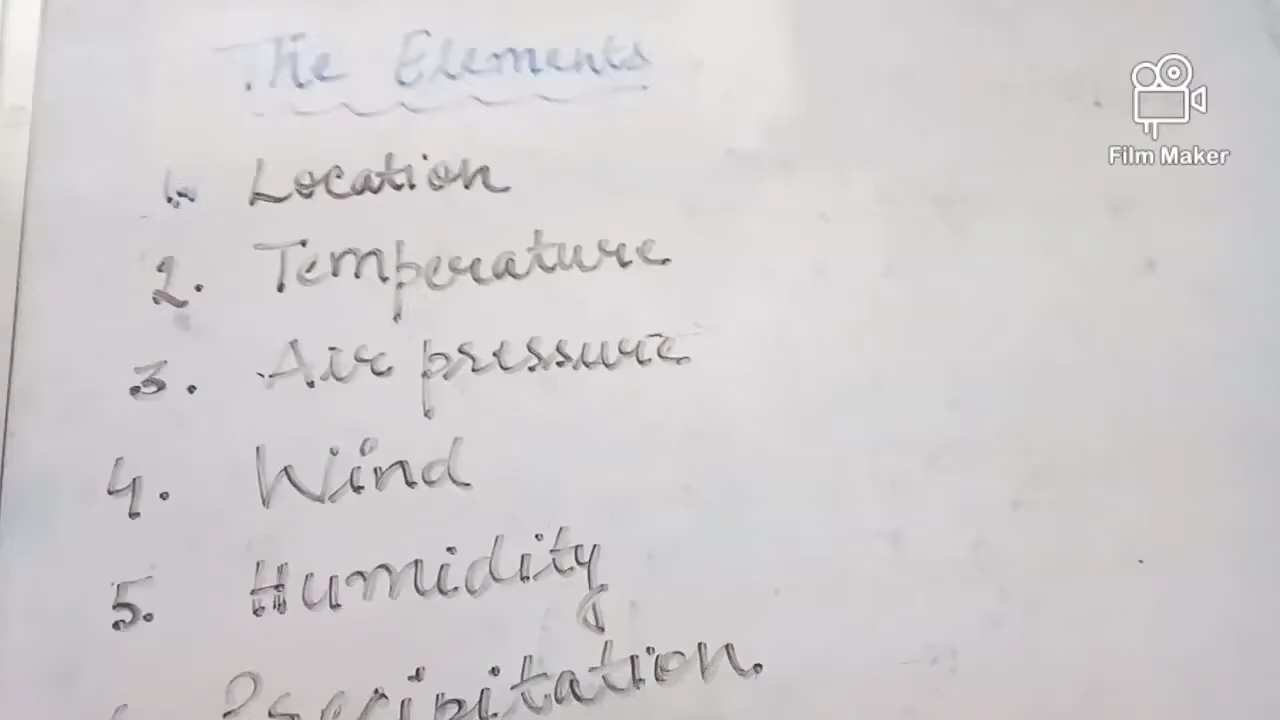 The Elements
1. Location
2. Temperature
3. Air pressure
4. Wind
5. Humidity
Precipitation.
Film Maker